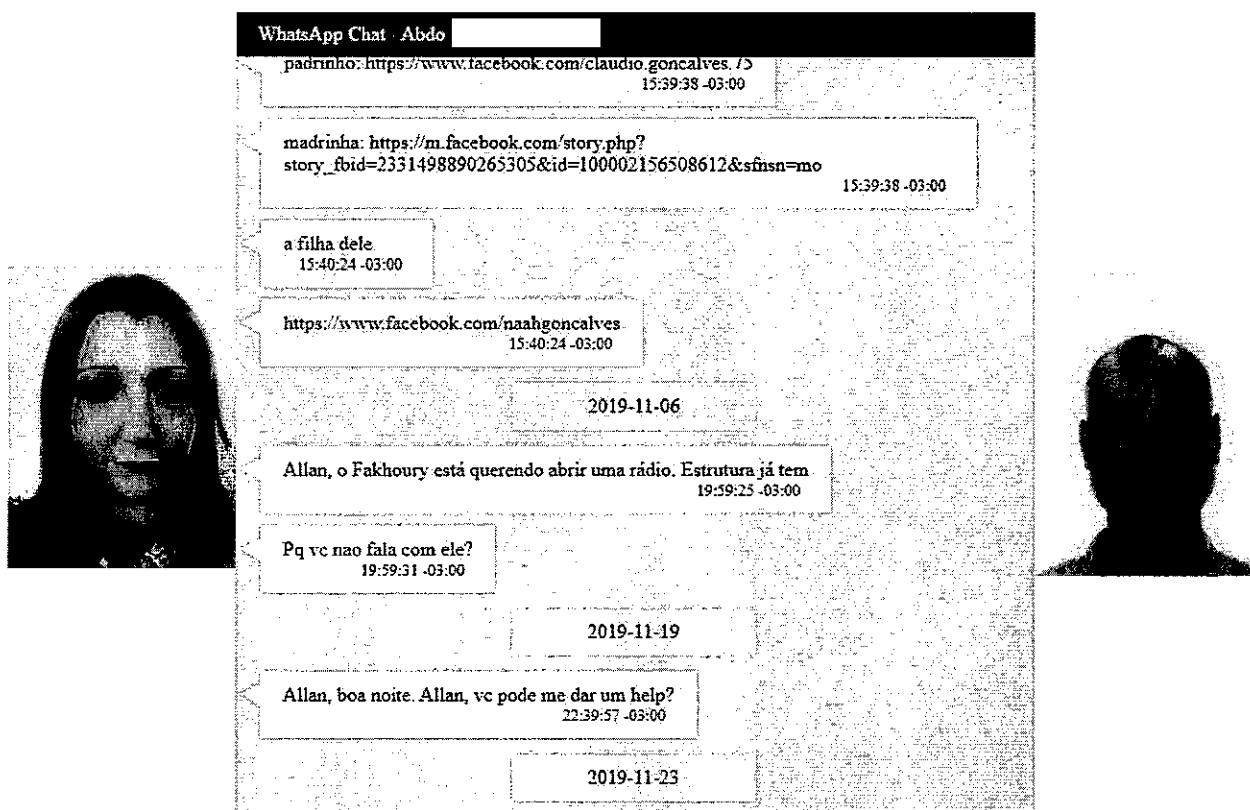 WhatsApp Chat - Abdo
padrinho: https://www.facebook.com/claudio.goncalves.75
15:39:38 -03:00
madrinha: https://m.facebook.com/story.php?
story_fbid=2331498890265305&id=100002156508612&sfnsn=mo
15:39:38 -03:00
a filha dele
15:40:24 -03:00
https://www.facebook.com/naahgoncalves
15:40:24 -03:00
2019-11-06
Allan, o Fakhoury está querendo abrir uma rádio. Estrutura já tem
19:59:25 -03:00
Pq vc nao fala com ele?
19:59:31 -03:00
2019-11-19
Allan, boa noite. Allan, vc pode me dar um help?
22:39:57 -03:00
2019-11-23